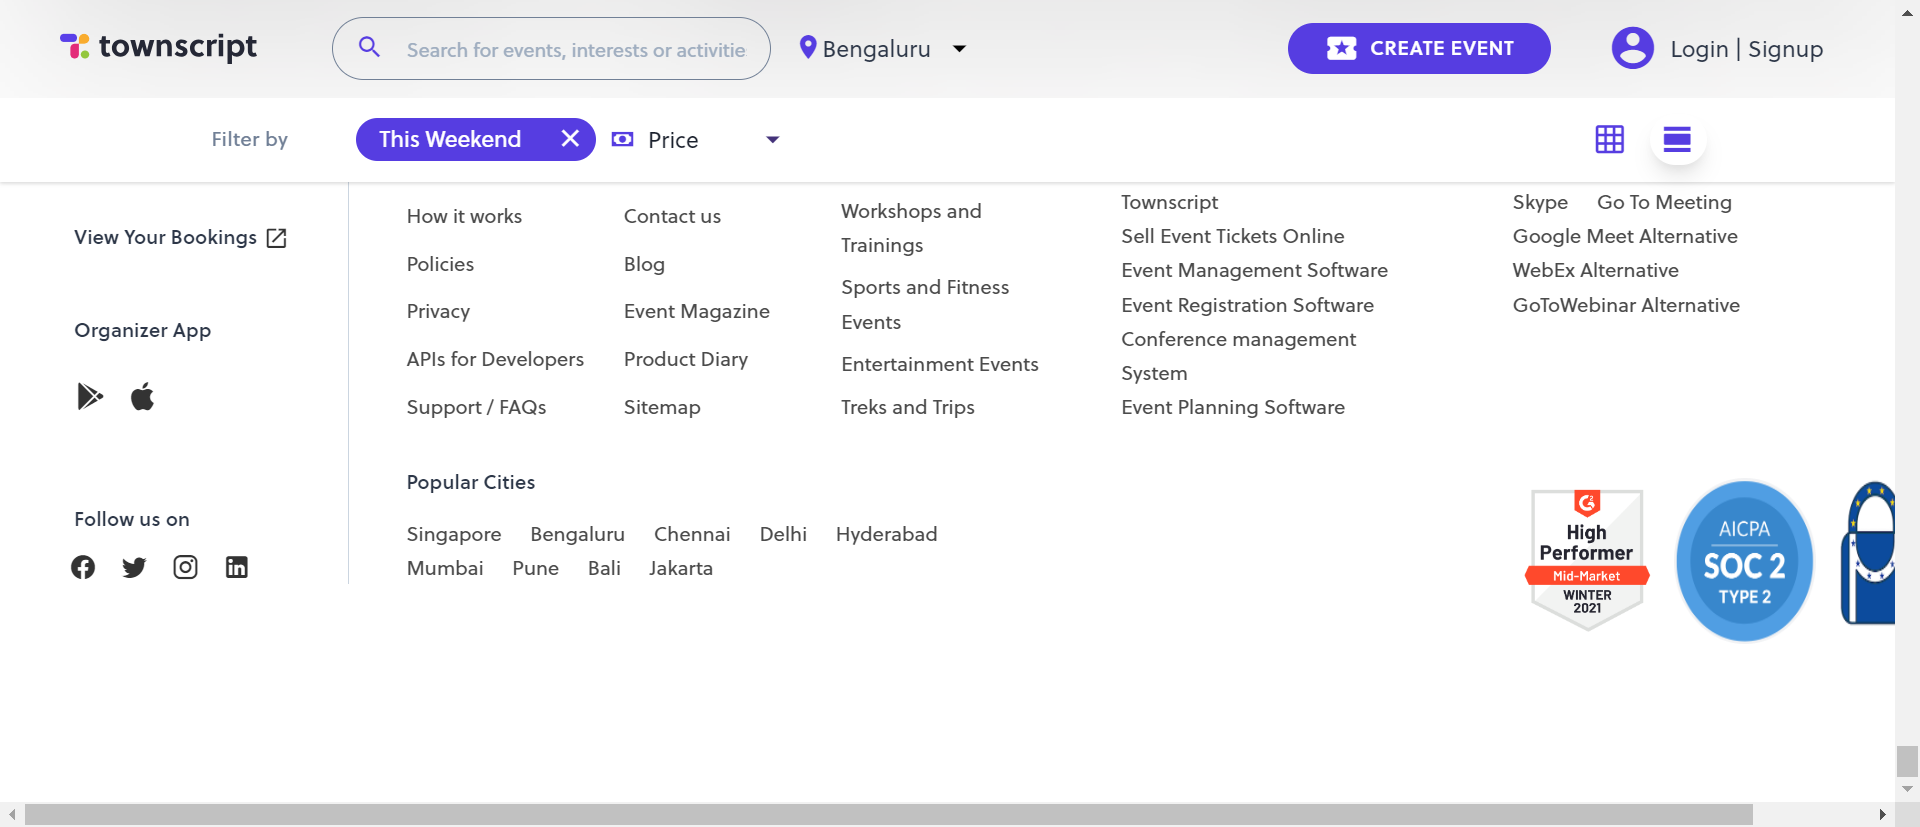 townscript
Search for events, interests or activitie
Bengaluru
CREATE EVENT
Login | Signup
Filter by
This Weekend
Price
View Your Bookings
Organizer App
Follow us on
How it works
Policies
Privacy
APIs for Developers
Support / FAQs
Contact us
Blog
Event Magazine
Product Diary
Sitemap
Workshops and
Trainings
Sports and Fitness
Events
Entertainment Events
Treks and Trips
Townscript
Sell Event Tickets Online
Event Management Software
Event Registration Software
Conference management
System
Event Planning Software
Skype Go To Meeting
Google Meet Alternative
WebEx Alternative
GoToWebinar Alternative
Popular Cities
Singapore Bengaluru Chennai Delhi Hyderabad
Mumbai Pune Bali Jakarta
G2
High
Performer
Mid-Market
WINTER
2021
AICPA
SOC 2
TYPE 2